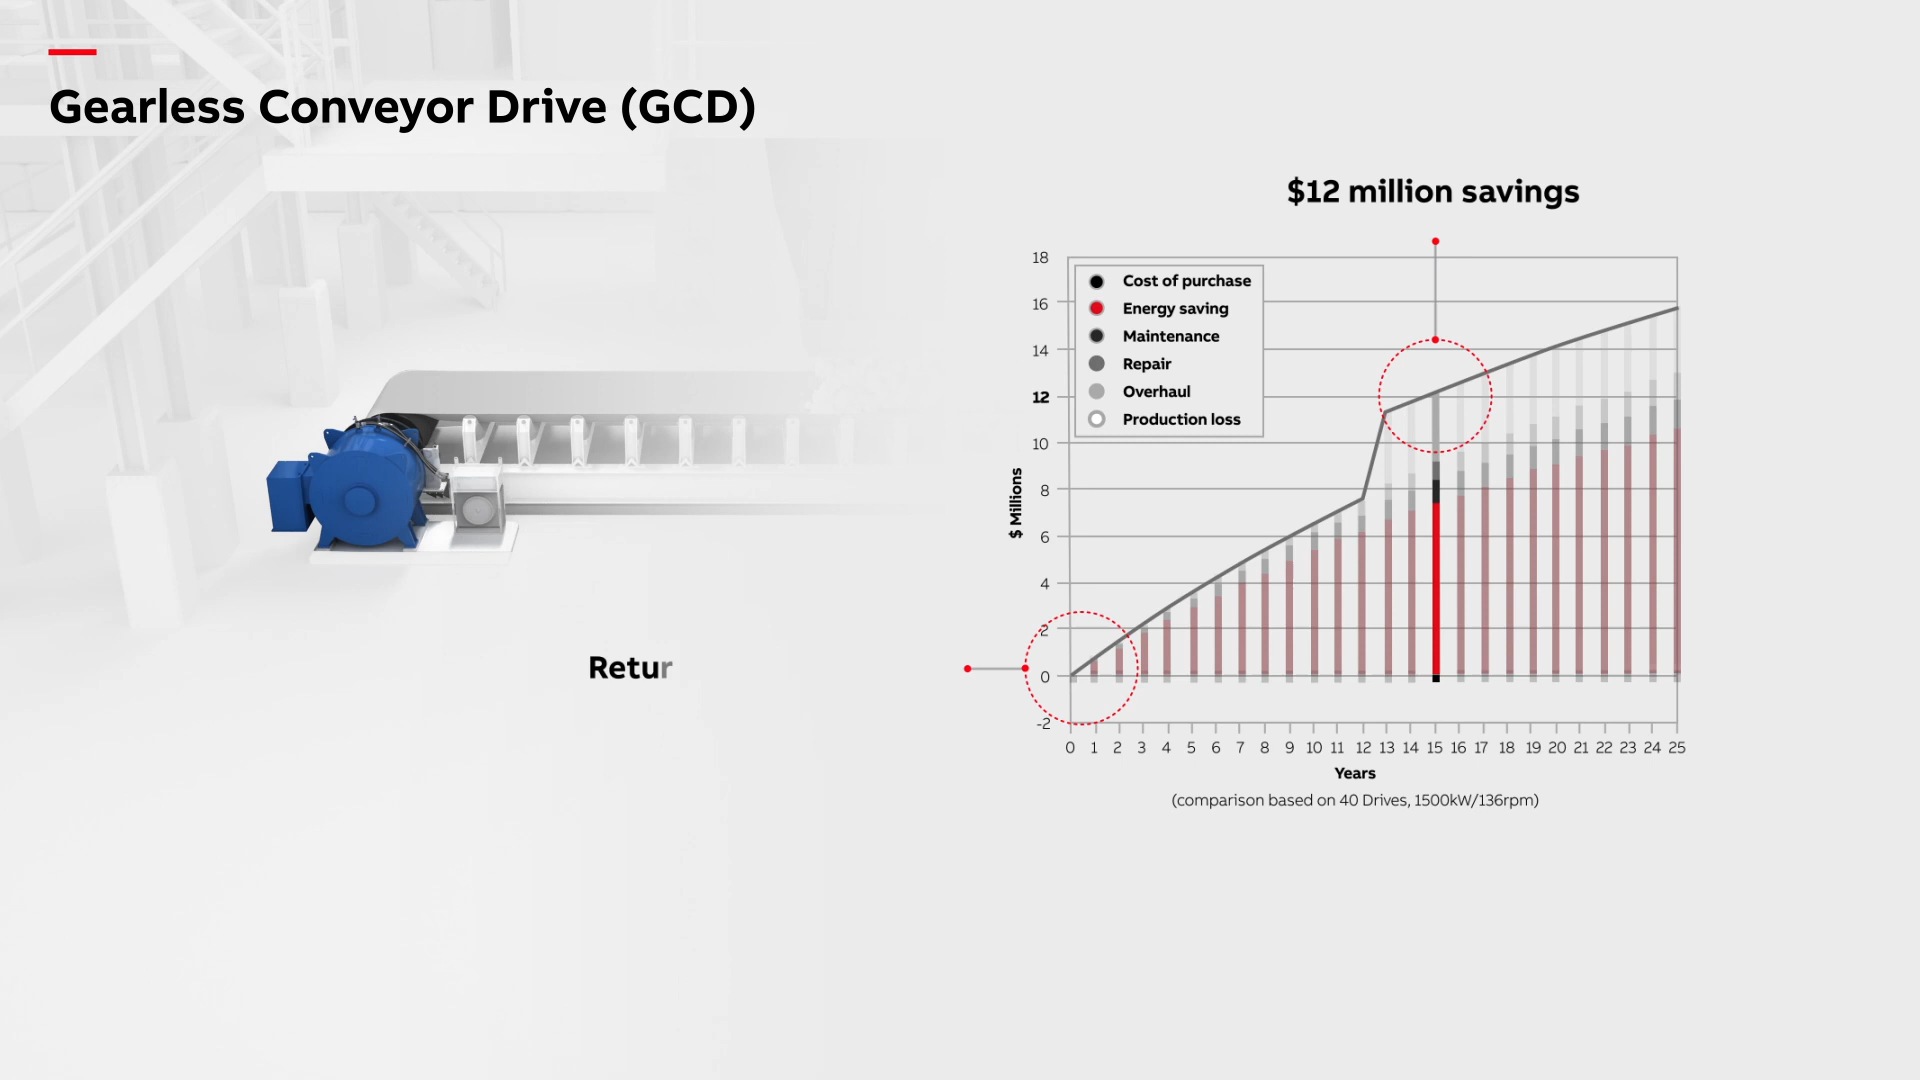 Gearless Conveyor Drive (GCD)
$12 million savings
18
16
14
12
10
8
6
4
2
0
-2
$ Millions
Cost of purchase
Energy saving
Maintenance
Repair
Overhaul
Production loss
Retur
0 1 2 3 4 5 6 7 8 9 10 11 12 13 14 15 16 17 18 19 20 21 22 23 24 25
Years
(comparison based on 40 Drives, 1500kW/136rpm)